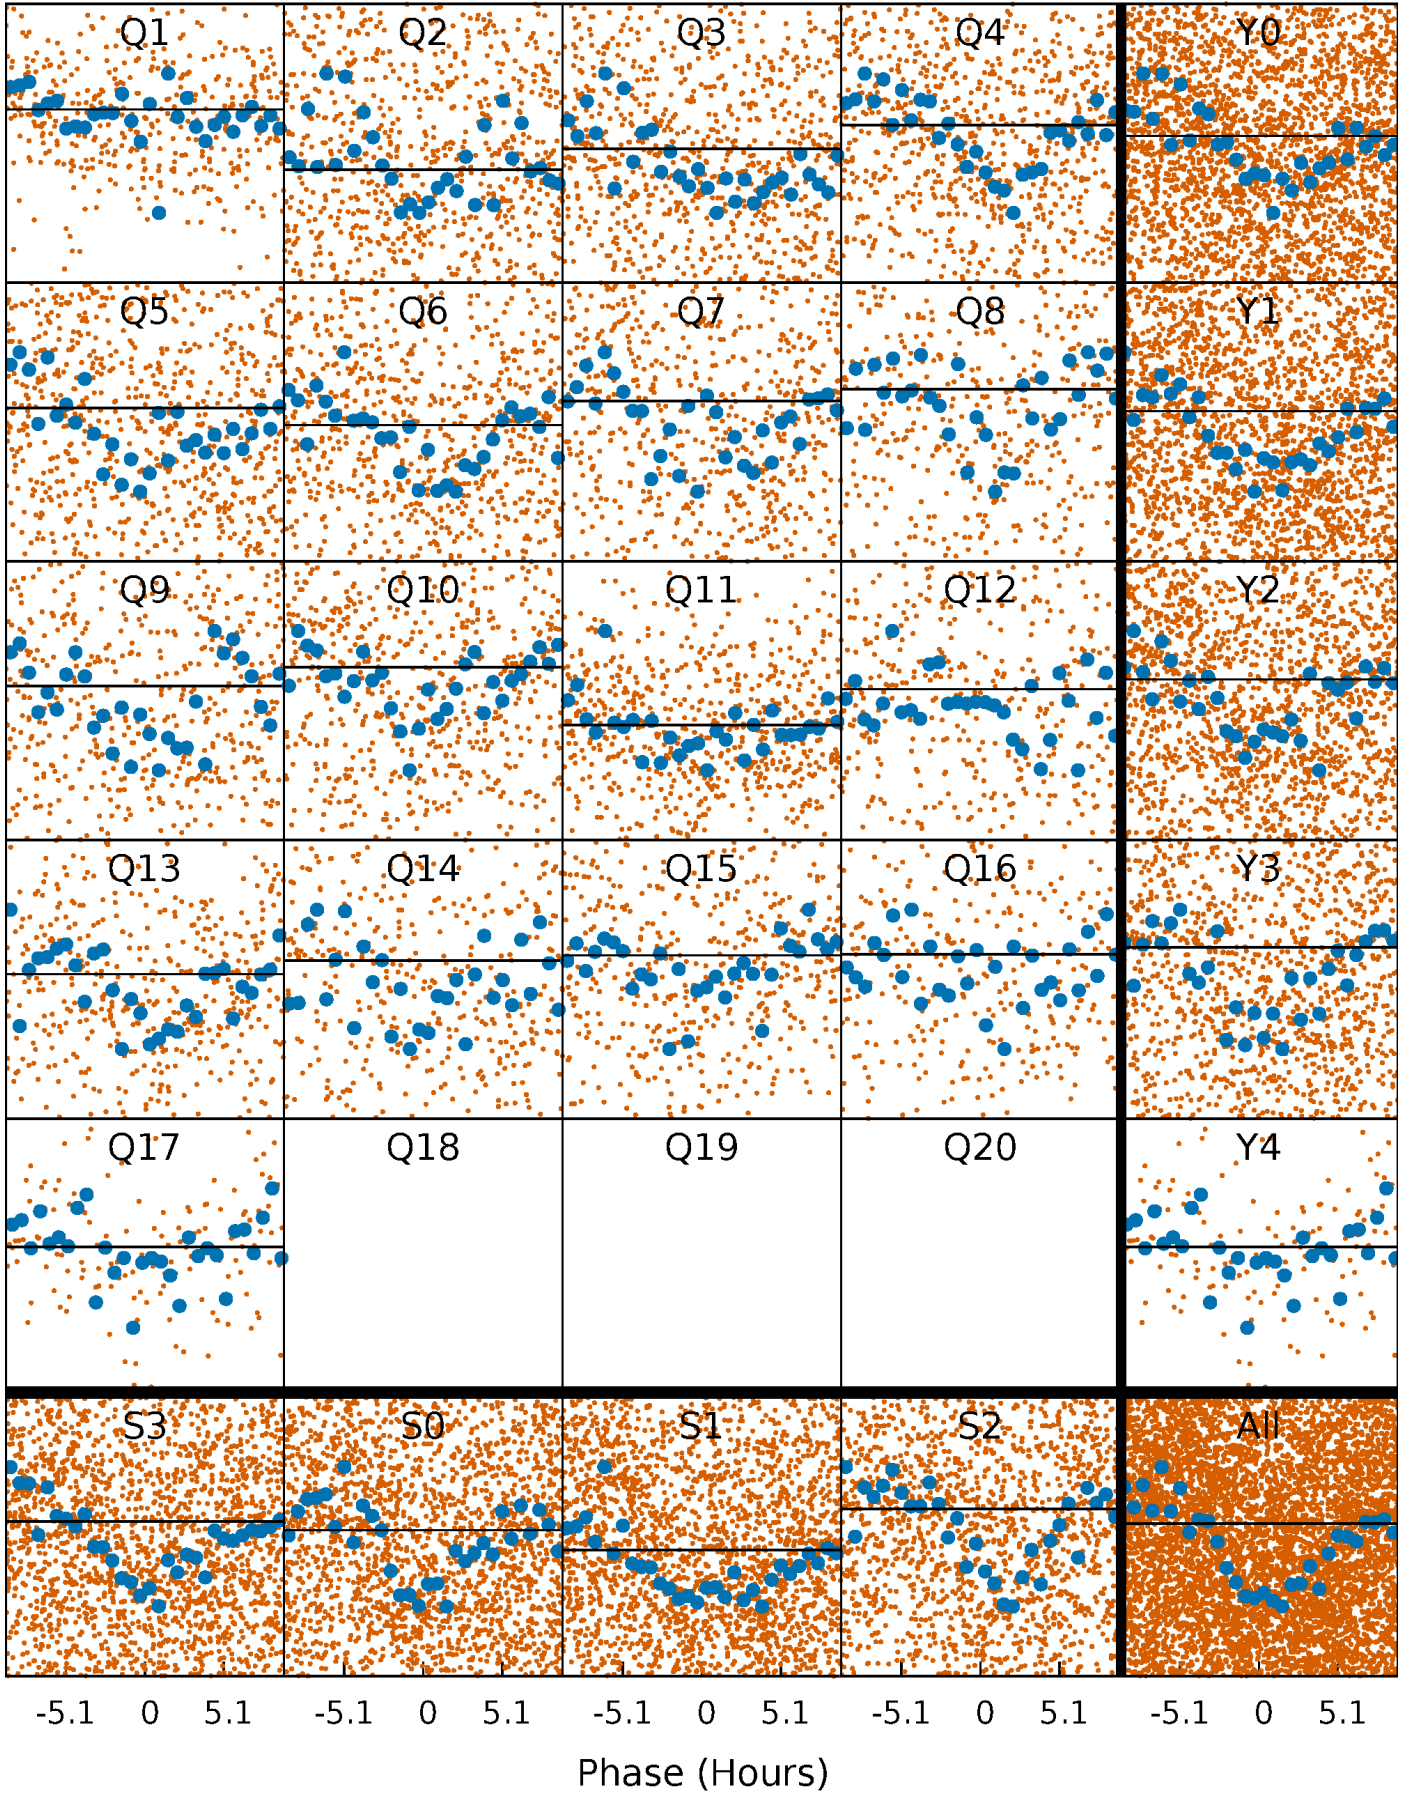 Q1 Q2 Q3 Q4 Y0
Q5 Q6 Q7 Q8 Y1
Q9 Q10 Q11 Q12 Y2
Q13 Q14 Q15 Q16 Y3
Q17 Q18 Q19 Q20 Y4
S3 S0 S1 S2 All
-5.1 0 5.1 -5.1 0 5.1 -5.1 0 5.1 -5.1 0 5.1 -5.1 0 5.1
Phase (Hours)